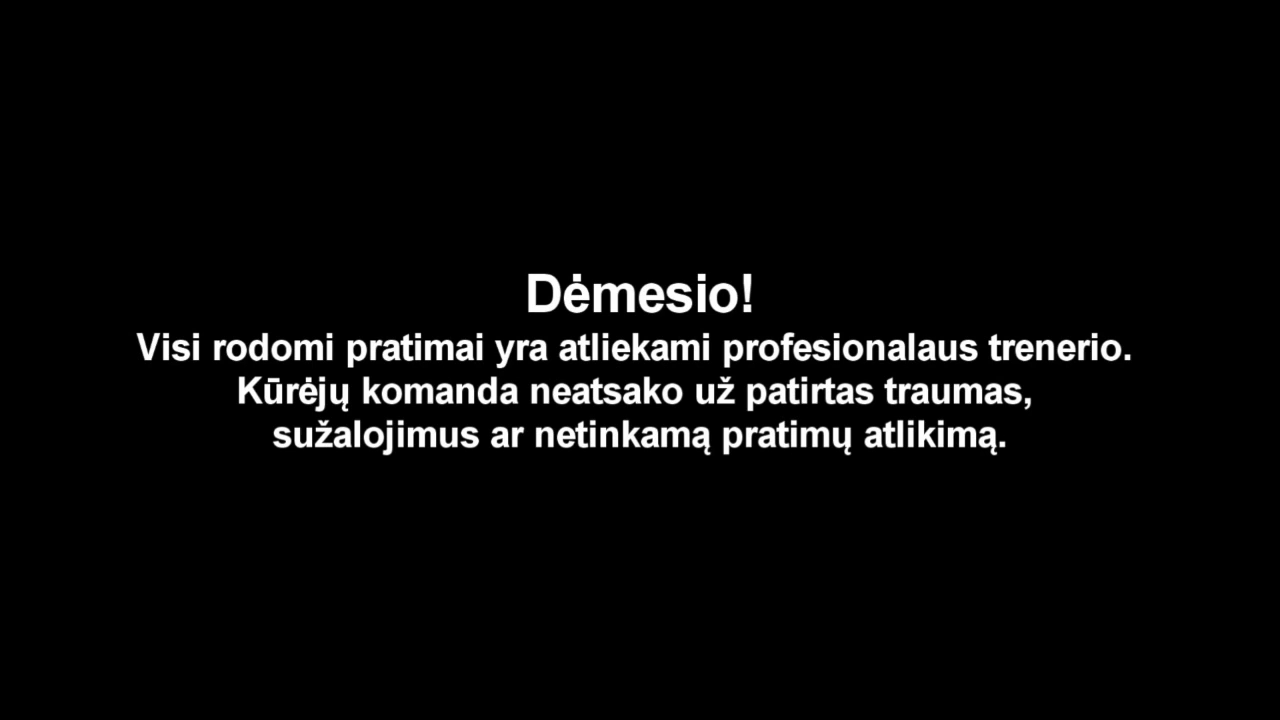 Dėmesio!
Visi rodomi pratimai yra atliekami profesionalaus trenerio.
Kūrėjų komanda neatsako už patirtas traumas,
sužalojimus ar netinkamą pratimų atlikimą.